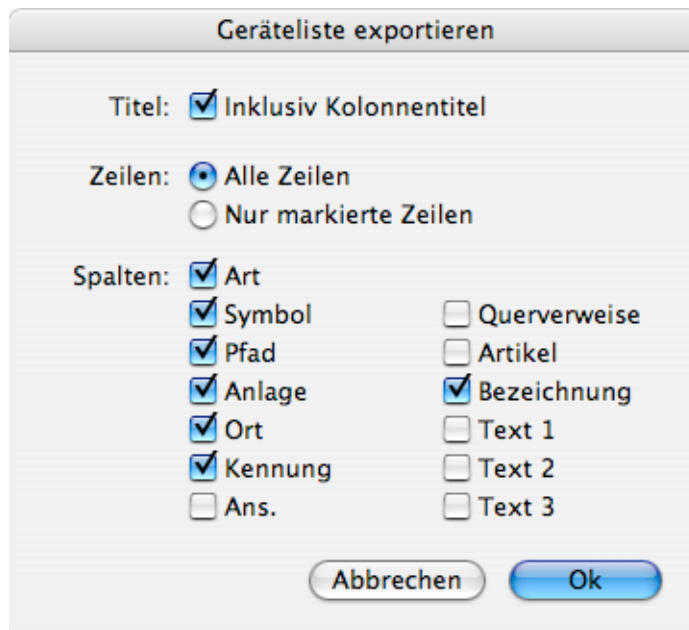 Geräteliste exportieren
Titel: Inklusiv Kolonnentitel
Zeilen: Alle Zeilen
Nur markierte Zeilen
Spalten: Art
Symbol Querverweise
Pfad Artikel
Anlage Bezeichnung
Ort Text 1
Kennung Text 2
Ans. Text 3
Abbrechen Ok